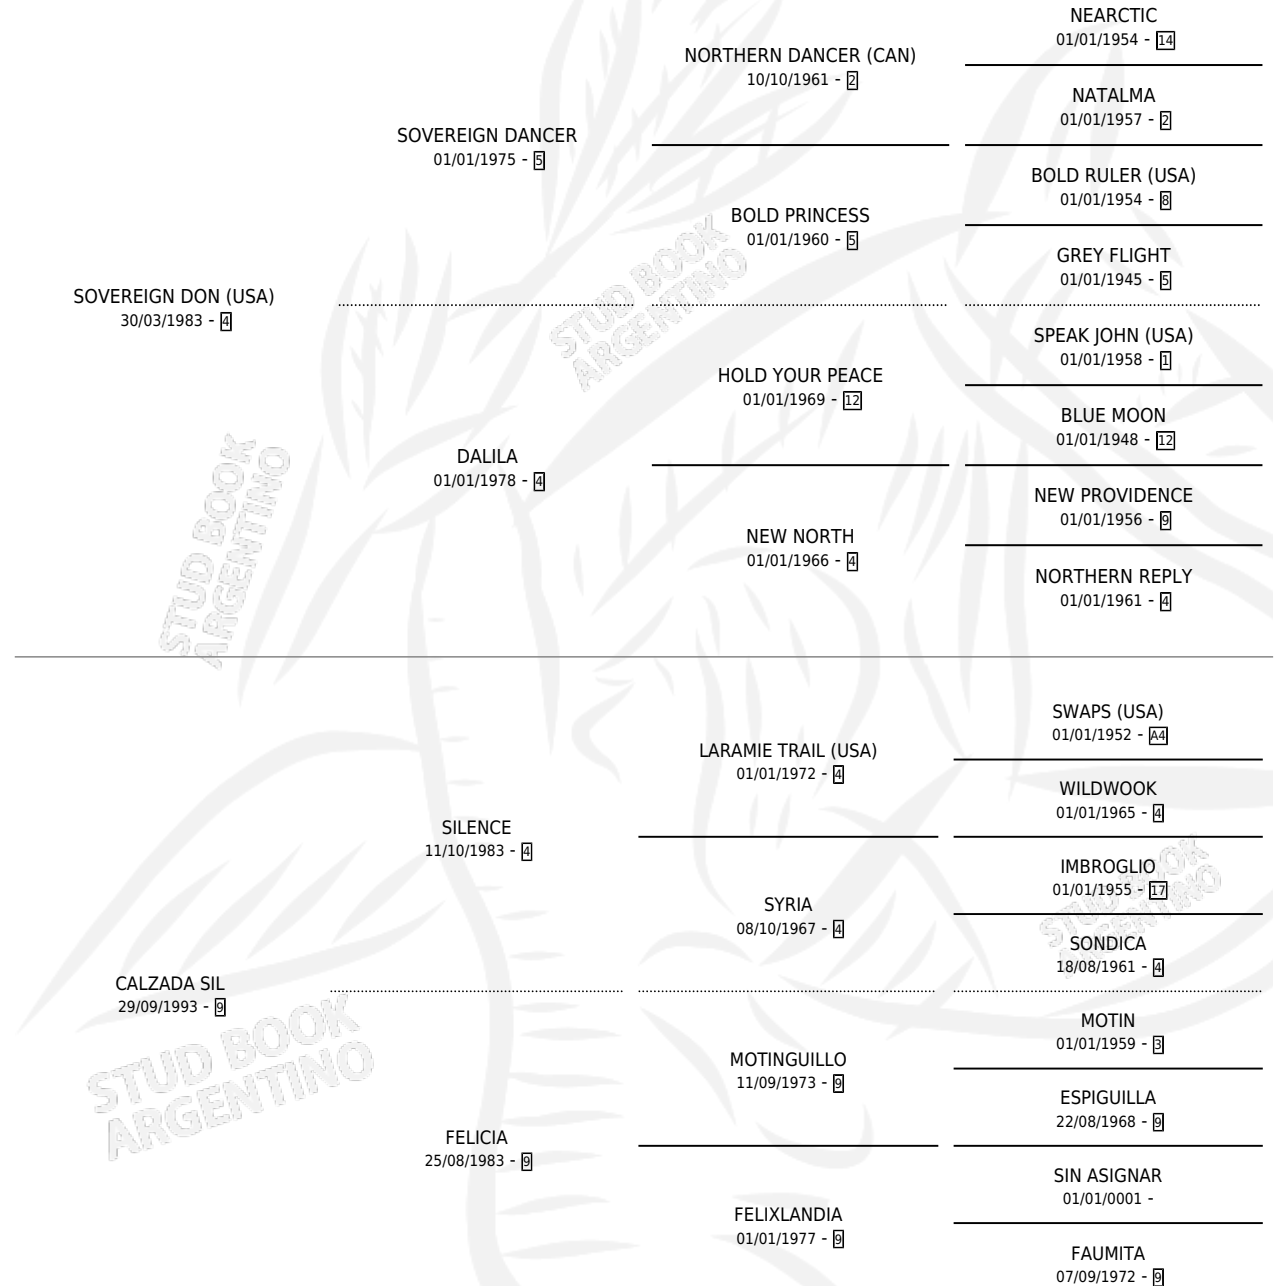 NEARCTIC
01/01/1954 - 14
NORTHERN DANCER (CAN)
10/10/1961 - 2
NATALMA
01/01/1957 - 2
SOVEREIGN DANCER
01/01/1975 - 5
BOLD RULER (USA)
01/01/1954 - 8
BOLD PRINCESS
01/01/1960 - 5
GREY FLIGHT
01/01/1945 - 5
SOVEREIGN DON (USA)
30/03/1983 - 4
SPEAK JOHN (USA)
01/01/1958 - 1
HOLD YOUR PEACE
01/01/1969 - 12
BLUE MOON
01/01/1948 - 12
DALILA
01/01/1978 - 4
NEW PROVIDENCE
01/01/1956 - 9
NEW NORTH
01/01/1966 - 4
NORTHERN REPLY
01/01/1961 - 4
SWAPS (USA)
01/01/1952 - A4
LARAMIE TRAIL (USA)
01/01/1972 - 4
WILDWOOK
01/01/1965 - 4
SILENCE
11/10/1983 - 4
IMBROGLIO
01/01/1955 - 17
SYRIA
08/10/1967 - 4
SONDICA
18/08/1961 - 4
CALZADA SIL
29/09/1993 - 9
MOTIN
01/01/1959 - 3
MOTINGUILLO
11/09/1973 - 9
ESPIGUILLA
22/08/1968 - 9
FELICIA
25/08/1983 - 9
SIN ASIGNAR
01/01/0001 -
FELIXLANDIA
01/01/1977 - 9
FAUMITA
07/09/1972 - 9
STUD BOOK
ARGENTINO
STUD BOOK
ARGENTINO
STUD BOOK
ARGENTINO
STUD BOOK
ARGENTINO